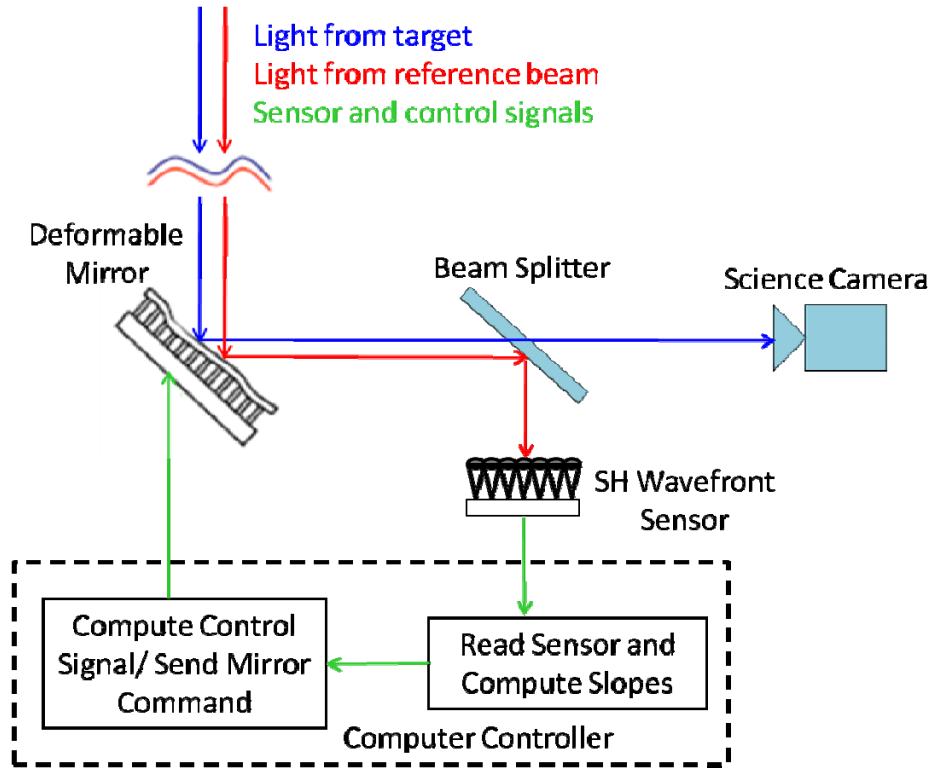 Light from target
Light from reference beam
Sensor and control signals
Deformable
Mirror
Beam Splitter
Science Camera
SH Wavefront
Sensor
Compute Control
Signal/ Send Mirror
Command
Read Sensor and
Compute Slopes
Computer Controller